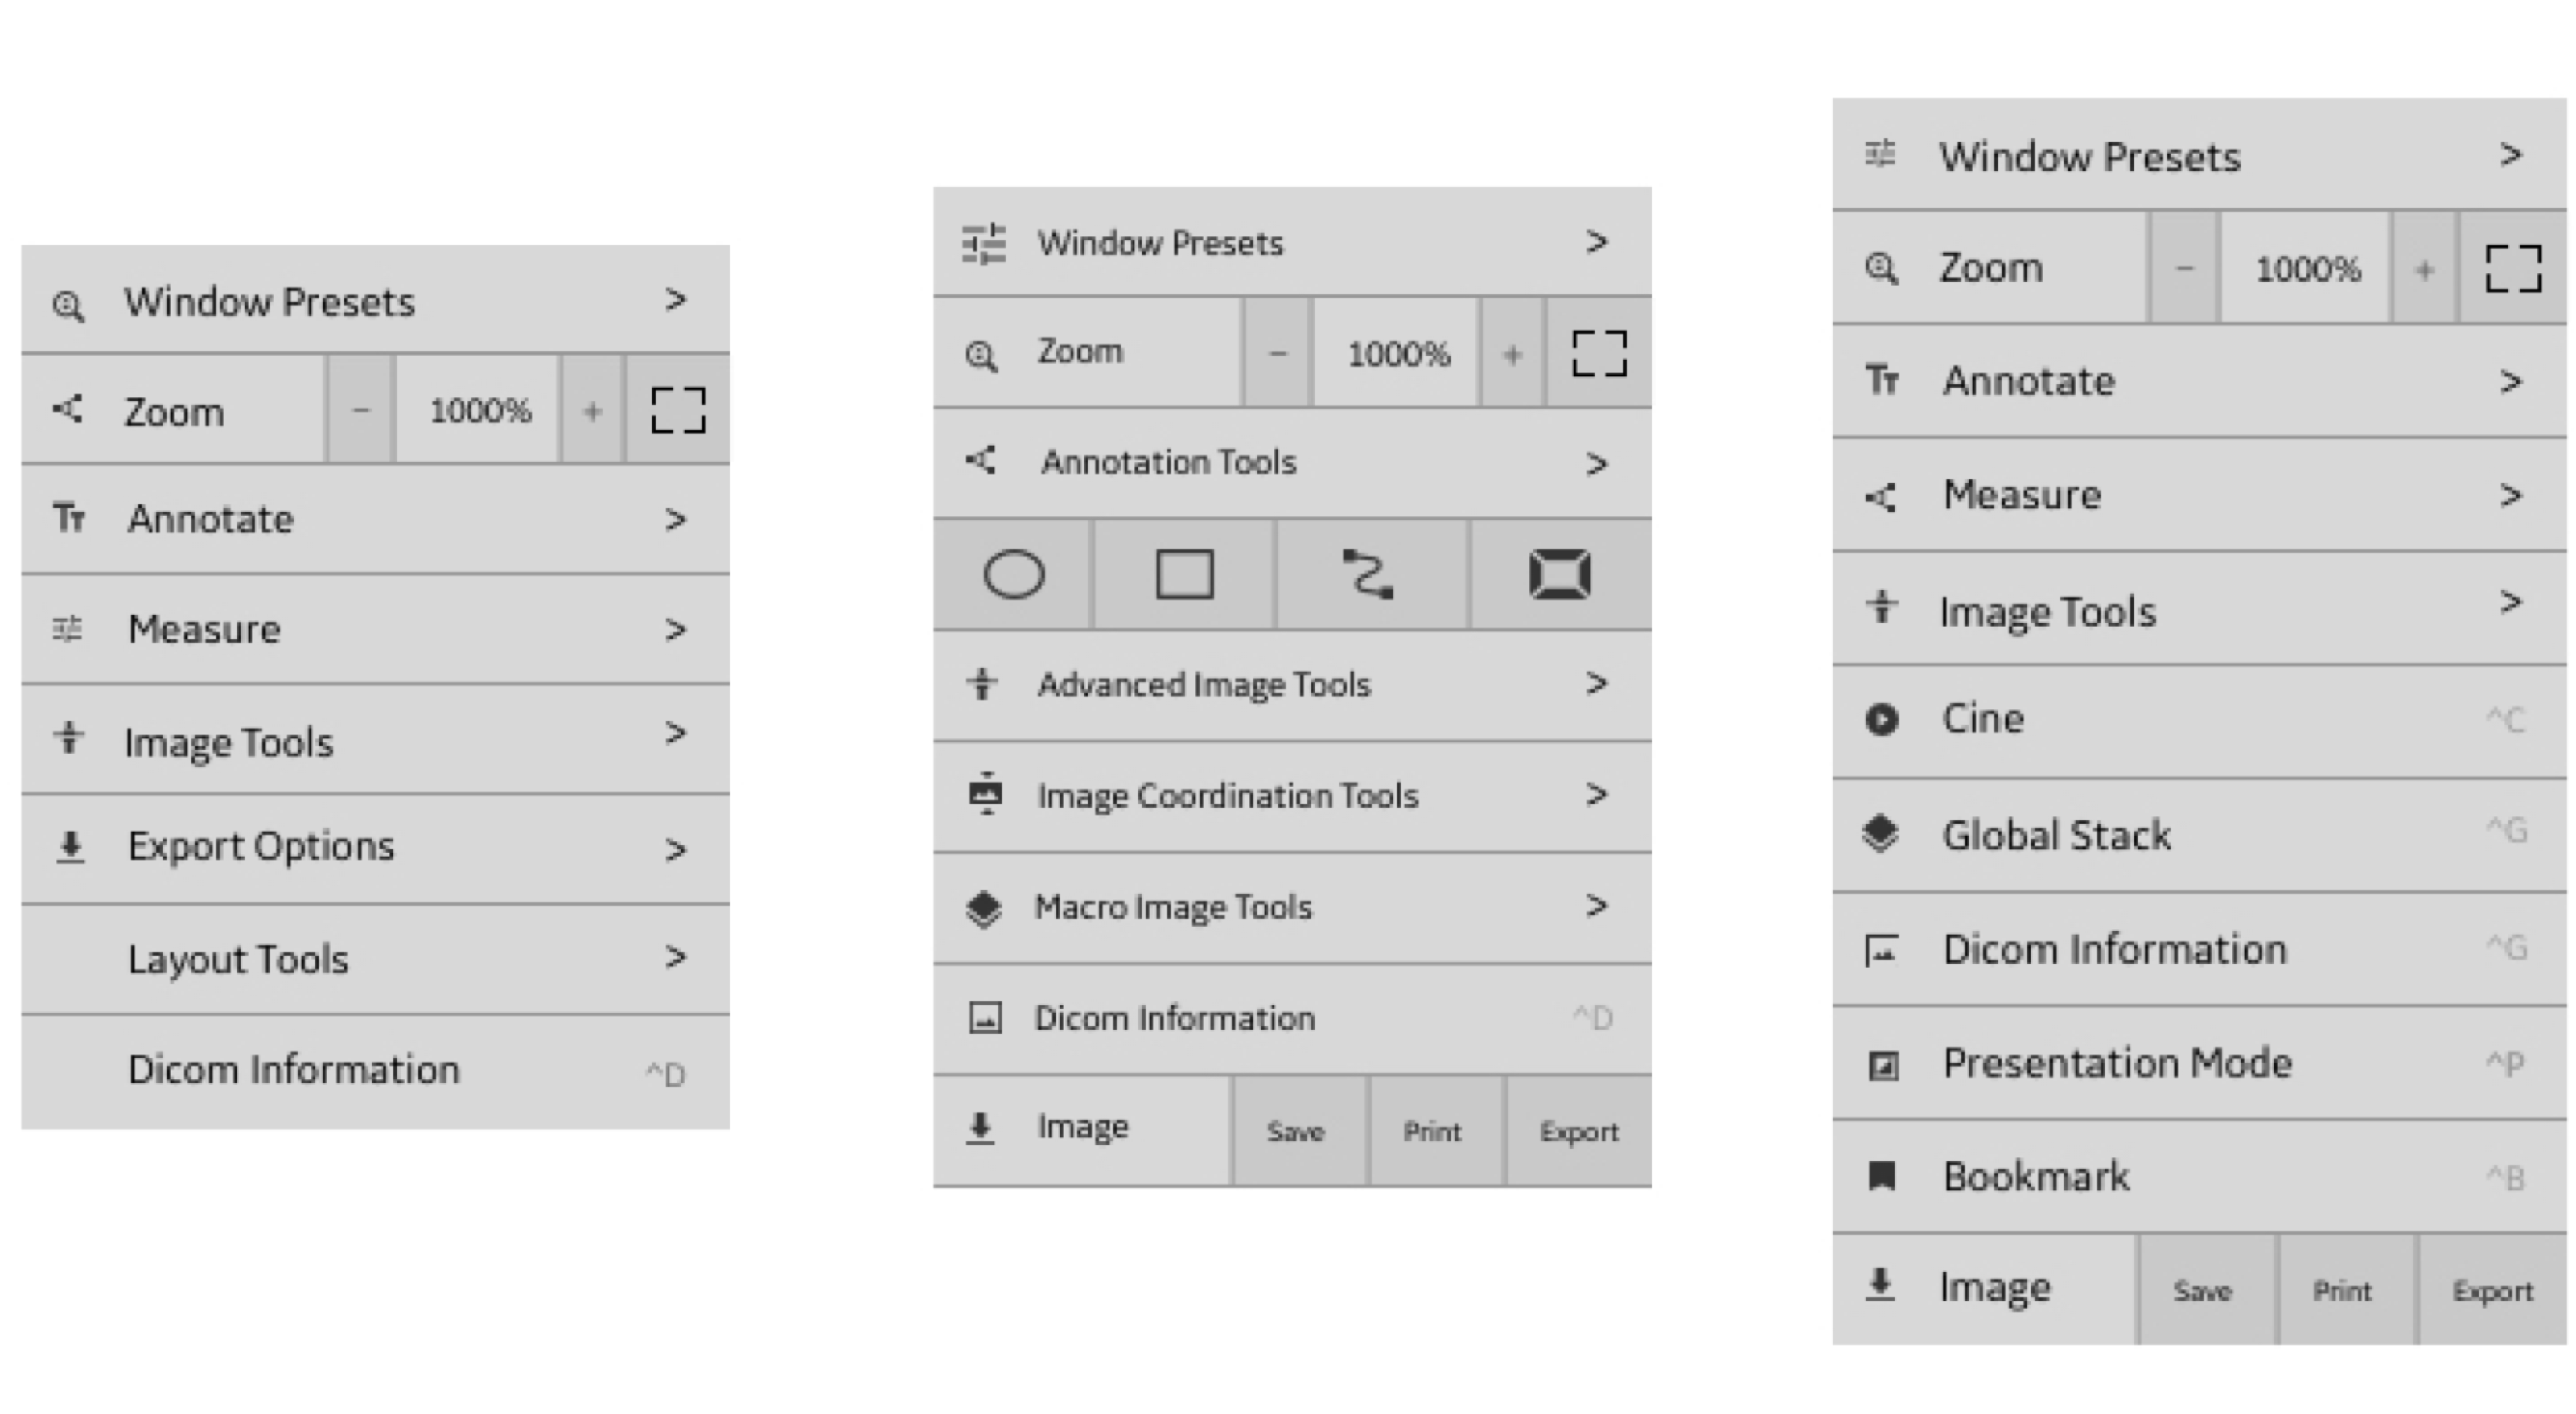 Window Presets >
Zoom - 1000% +
Annotate >
Measure >
Image Tools >
Export Options >
Layout Tools >
Dicom Information ^D
Window Presets >
Zoom - 1000% +
Annotation Tools >
Advanced Image Tools >
Image Coordination Tools >
Macro Image Tools >
Dicom Information ^D
Image Save Print Export
Window Presets >
Zoom - 1000% +
Tт Annotate >
Measure >
Image Tools >
Cine ^C
Global Stack ^G
Dicom Information ^G
Presentation Mode ^P
Bookmark ^B
Image Save Print Export